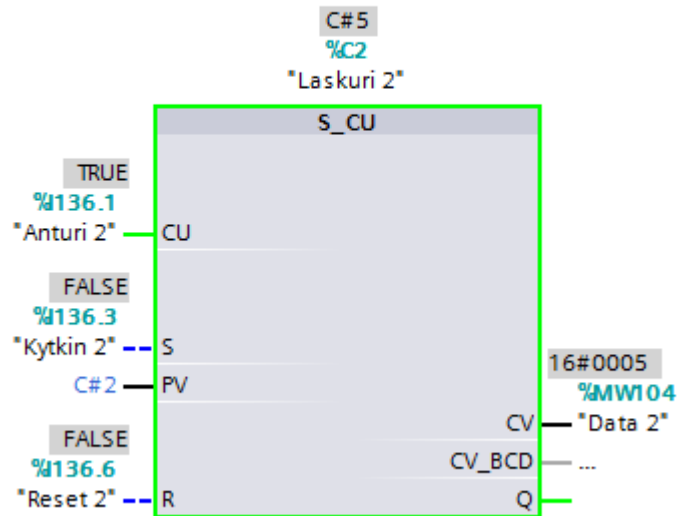 C#5
%C2
"Laskuri 2"
S_CU
TRUE
%I136.1
"Anturi 2"
CU
FALSE
%I136.3
"Kytkin 2"
S
C#2
PV
16#0005
%MW104
CV
"Data 2"
FALSE
%I136.6
CV_BCD
...
"Reset 2"
R
Q